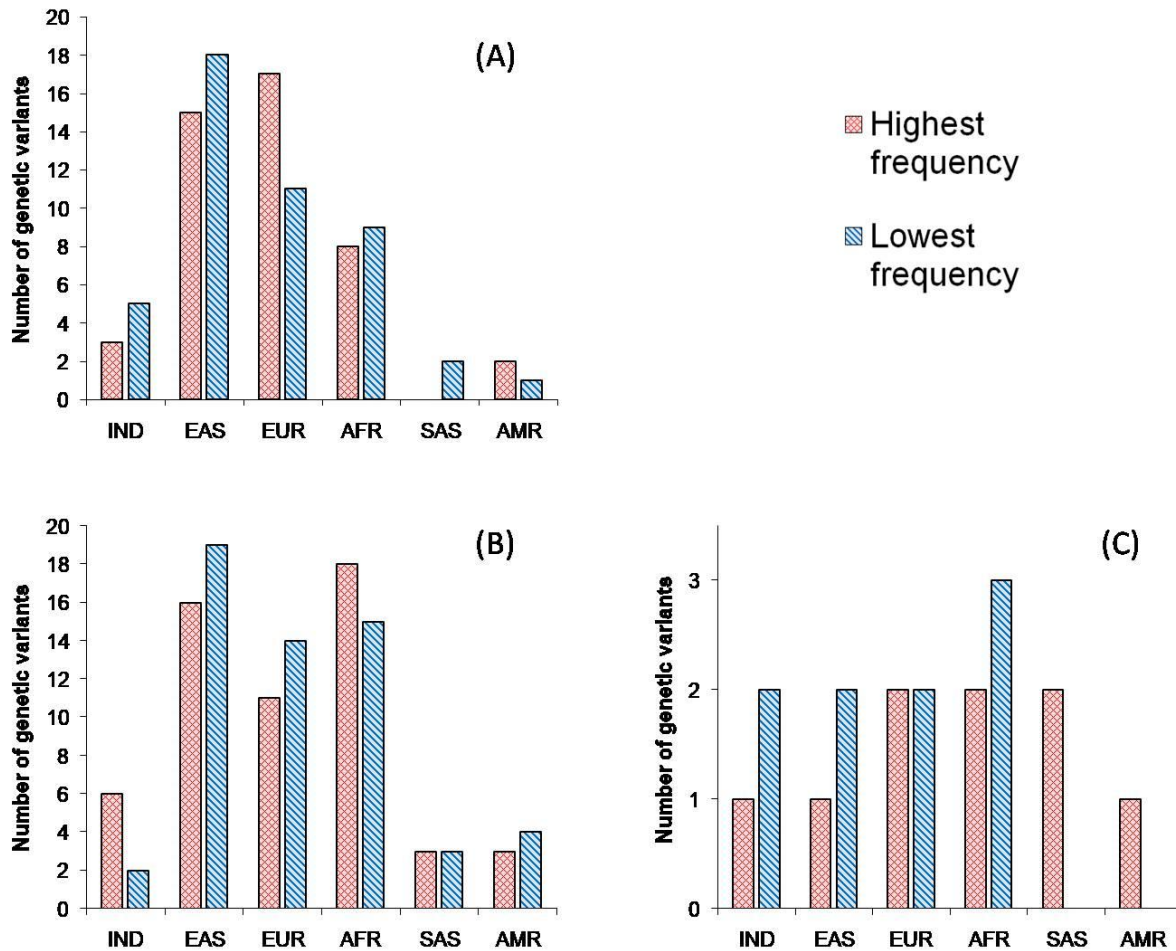 (A)
Number of genetic variants
20
18
16
14
12
10
8
6
4
2
0
IND EAS EUR AFR SAS AMR
Highest
frequency
Lowest
frequency
(B)
Number of genetic variants
20
18
16
14
12
10
8
6
4
2
0
IND EAS EUR AFR SAS AMR
(C)
Number of genetic variants
3
2
1
0
IND EAS EUR AFR SAS AMR